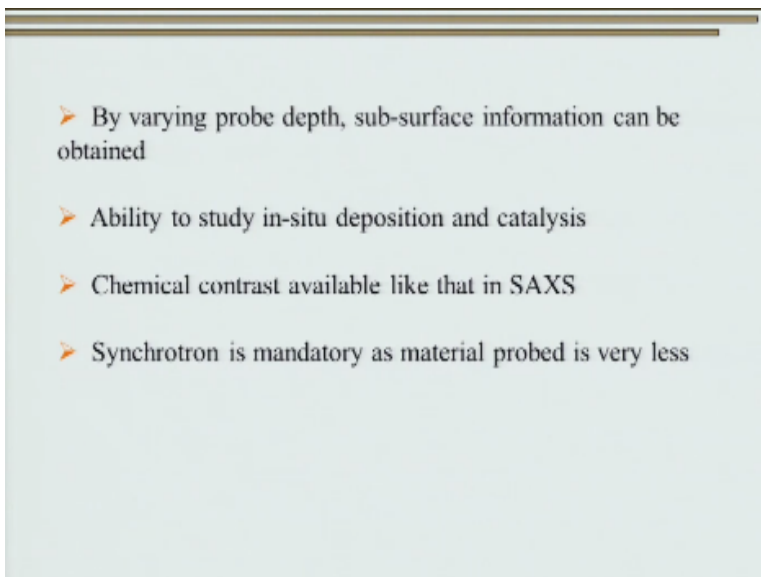 ➢ By varying probe depth, sub-surface information can be
obtained
➢ Ability to study in-situ deposition and catalysis
➢ Chemical contrast available like that in SAXS
➢ Synchrotron is mandatory as material probed is very less